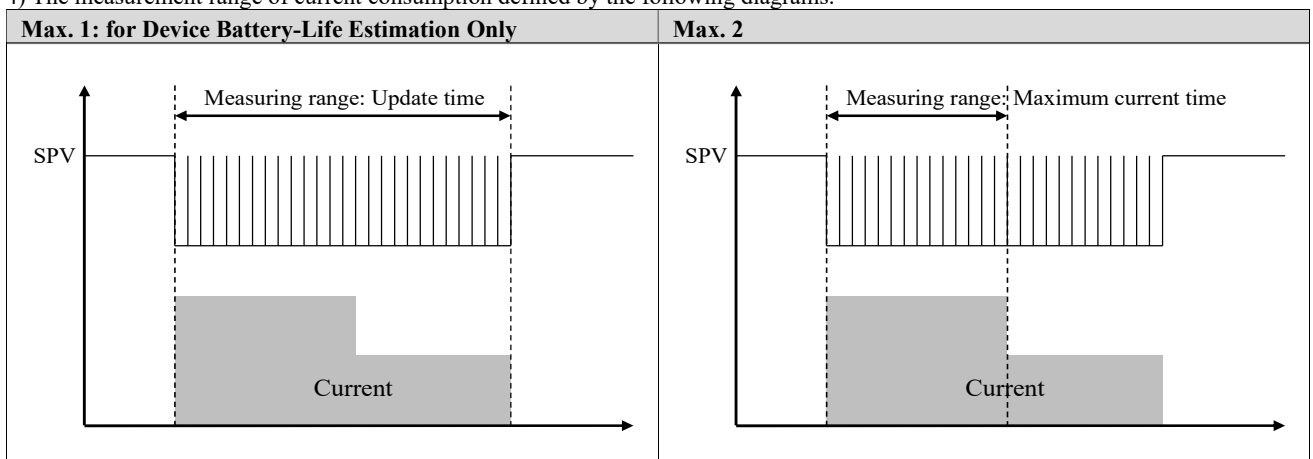 4) The measurement range of current consumption defined by the following diagrams:
Max. 1: for Device Battery-Life Estimation Only
Max. 2
Measuring range: Update time
SPV
Current
Measuring range: Maximum current time
SPV
Current